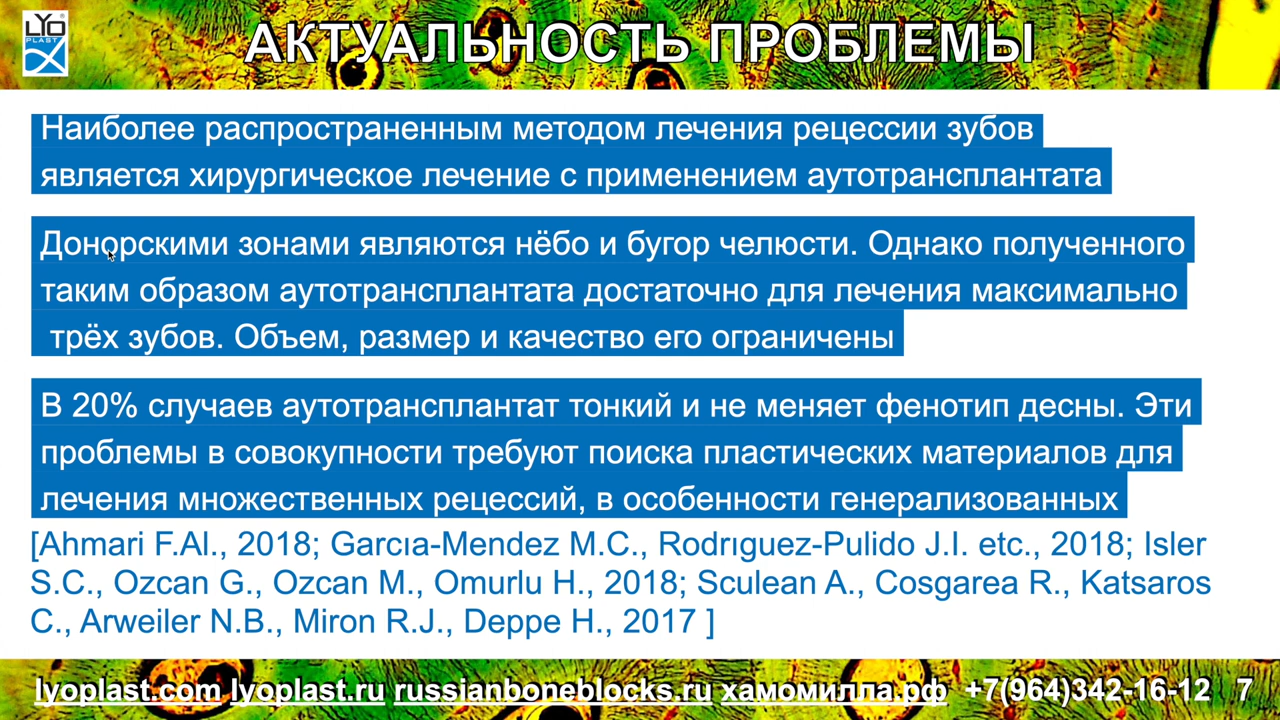 LYO
PLAST
АКТУАЛЬНОСТЬ ПРОБЛЕМЫ
Наиболее распространенным методом лечения рецессии зубов
является хирургическое лечение с применением аутотрансплантата
Донорскими зонами являются нёбо и бугор челюсти. Однако полученного
таким образом аутотрансплантата достаточно для лечения максимально
трёх зубов. Объем, размер и качество его ограничены
В 20% случаев аутотрансплантат тонкий и не меняет фенотип десны. Эти
проблемы в совокупности требуют поиска пластических материалов для
лечения множественных рецессий, в особенности генерализованных
[Ahmari F.Al., 2018; Garcıa-Mendez M.C., Rodrıguez-Pulido J.I. etc., 2018; Isler
S.C., Ozcan G., Ozcan M., Omurlu H., 2018; Sculean A., Cosgarea R., Katsaros
C., Arweiler N.B., Miron R.J., Deppe H., 2017 ]
lyoplast.com lyoplast.ru russianboneblocks.ru хамомилла.рф +7(964)342-16-12 7